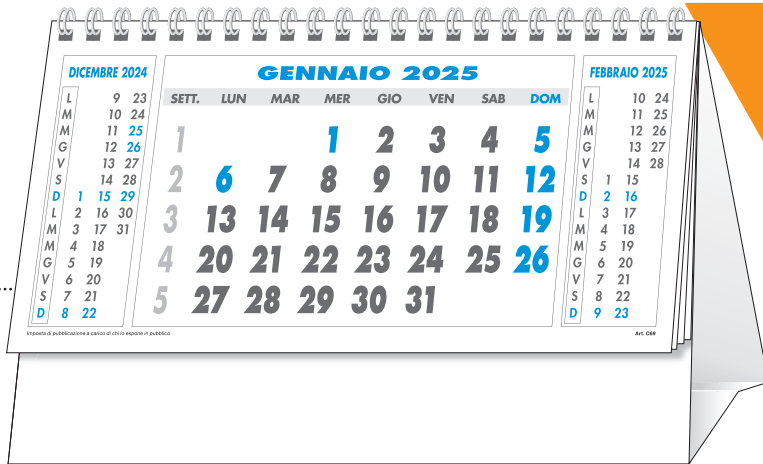 DICEMBRE 2024
L 9 23
M 10 24
M 11 25
G 12 26
V 13 27
S 14 28
D 1 15 29
L 2 16 30
M 3 17 31
M 4 18
G 5 19
V 6 20
S 7 21
D 8 22
GENNAIO 2025
SETT. LUN MAR MER GIO VEN SAB DOM
1 1 2 3 4 5
2 6 7 8 9 10 11 12
3 13 14 15 16 17 18 19
4 20 21 22 23 24 25 26
5 27 28 29 30 31
FEBBRAIO 2025
L 10 24
M 11 25
M 12 26
G 13 27
V 14 28
S 1 15
D 2 16
L 3 17
M 4 18
M 5 19
G 6 20
V 7 21
S 8 22
D 9 23
Imposta di pubblicazione a carico di chi lo espone in pubblico
Art. C69